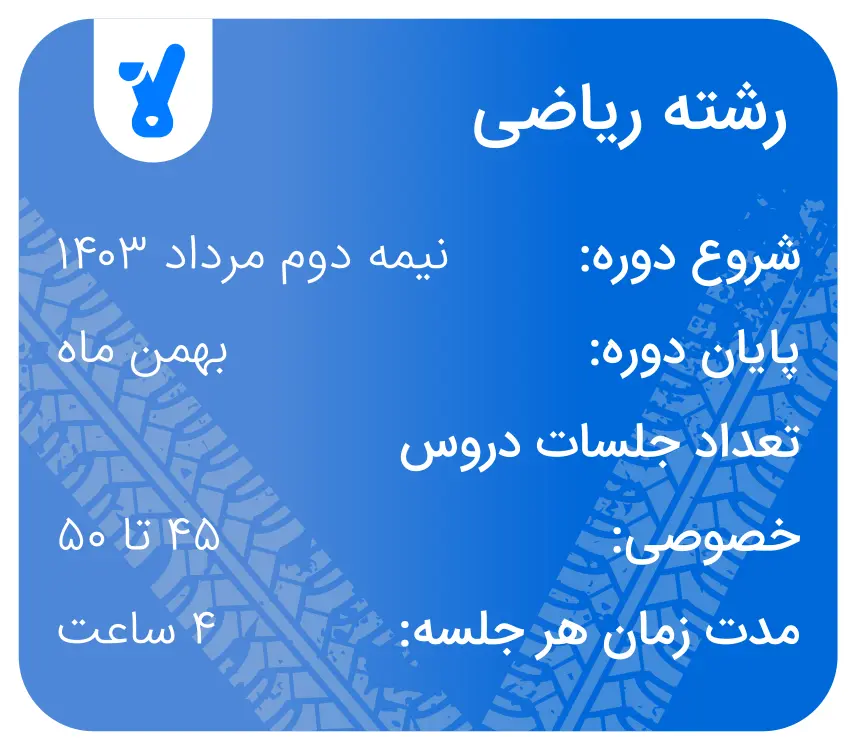 رشته ریاضی
شروع دوره: نیمه دوم مرداد ۱۴۰۳
پایان دوره: بهمن ماه
تعداد جلسات دروس
خصوصی: ۴۵ تا ۵۰
مدت زمان هر جلسه: ۴ ساعت